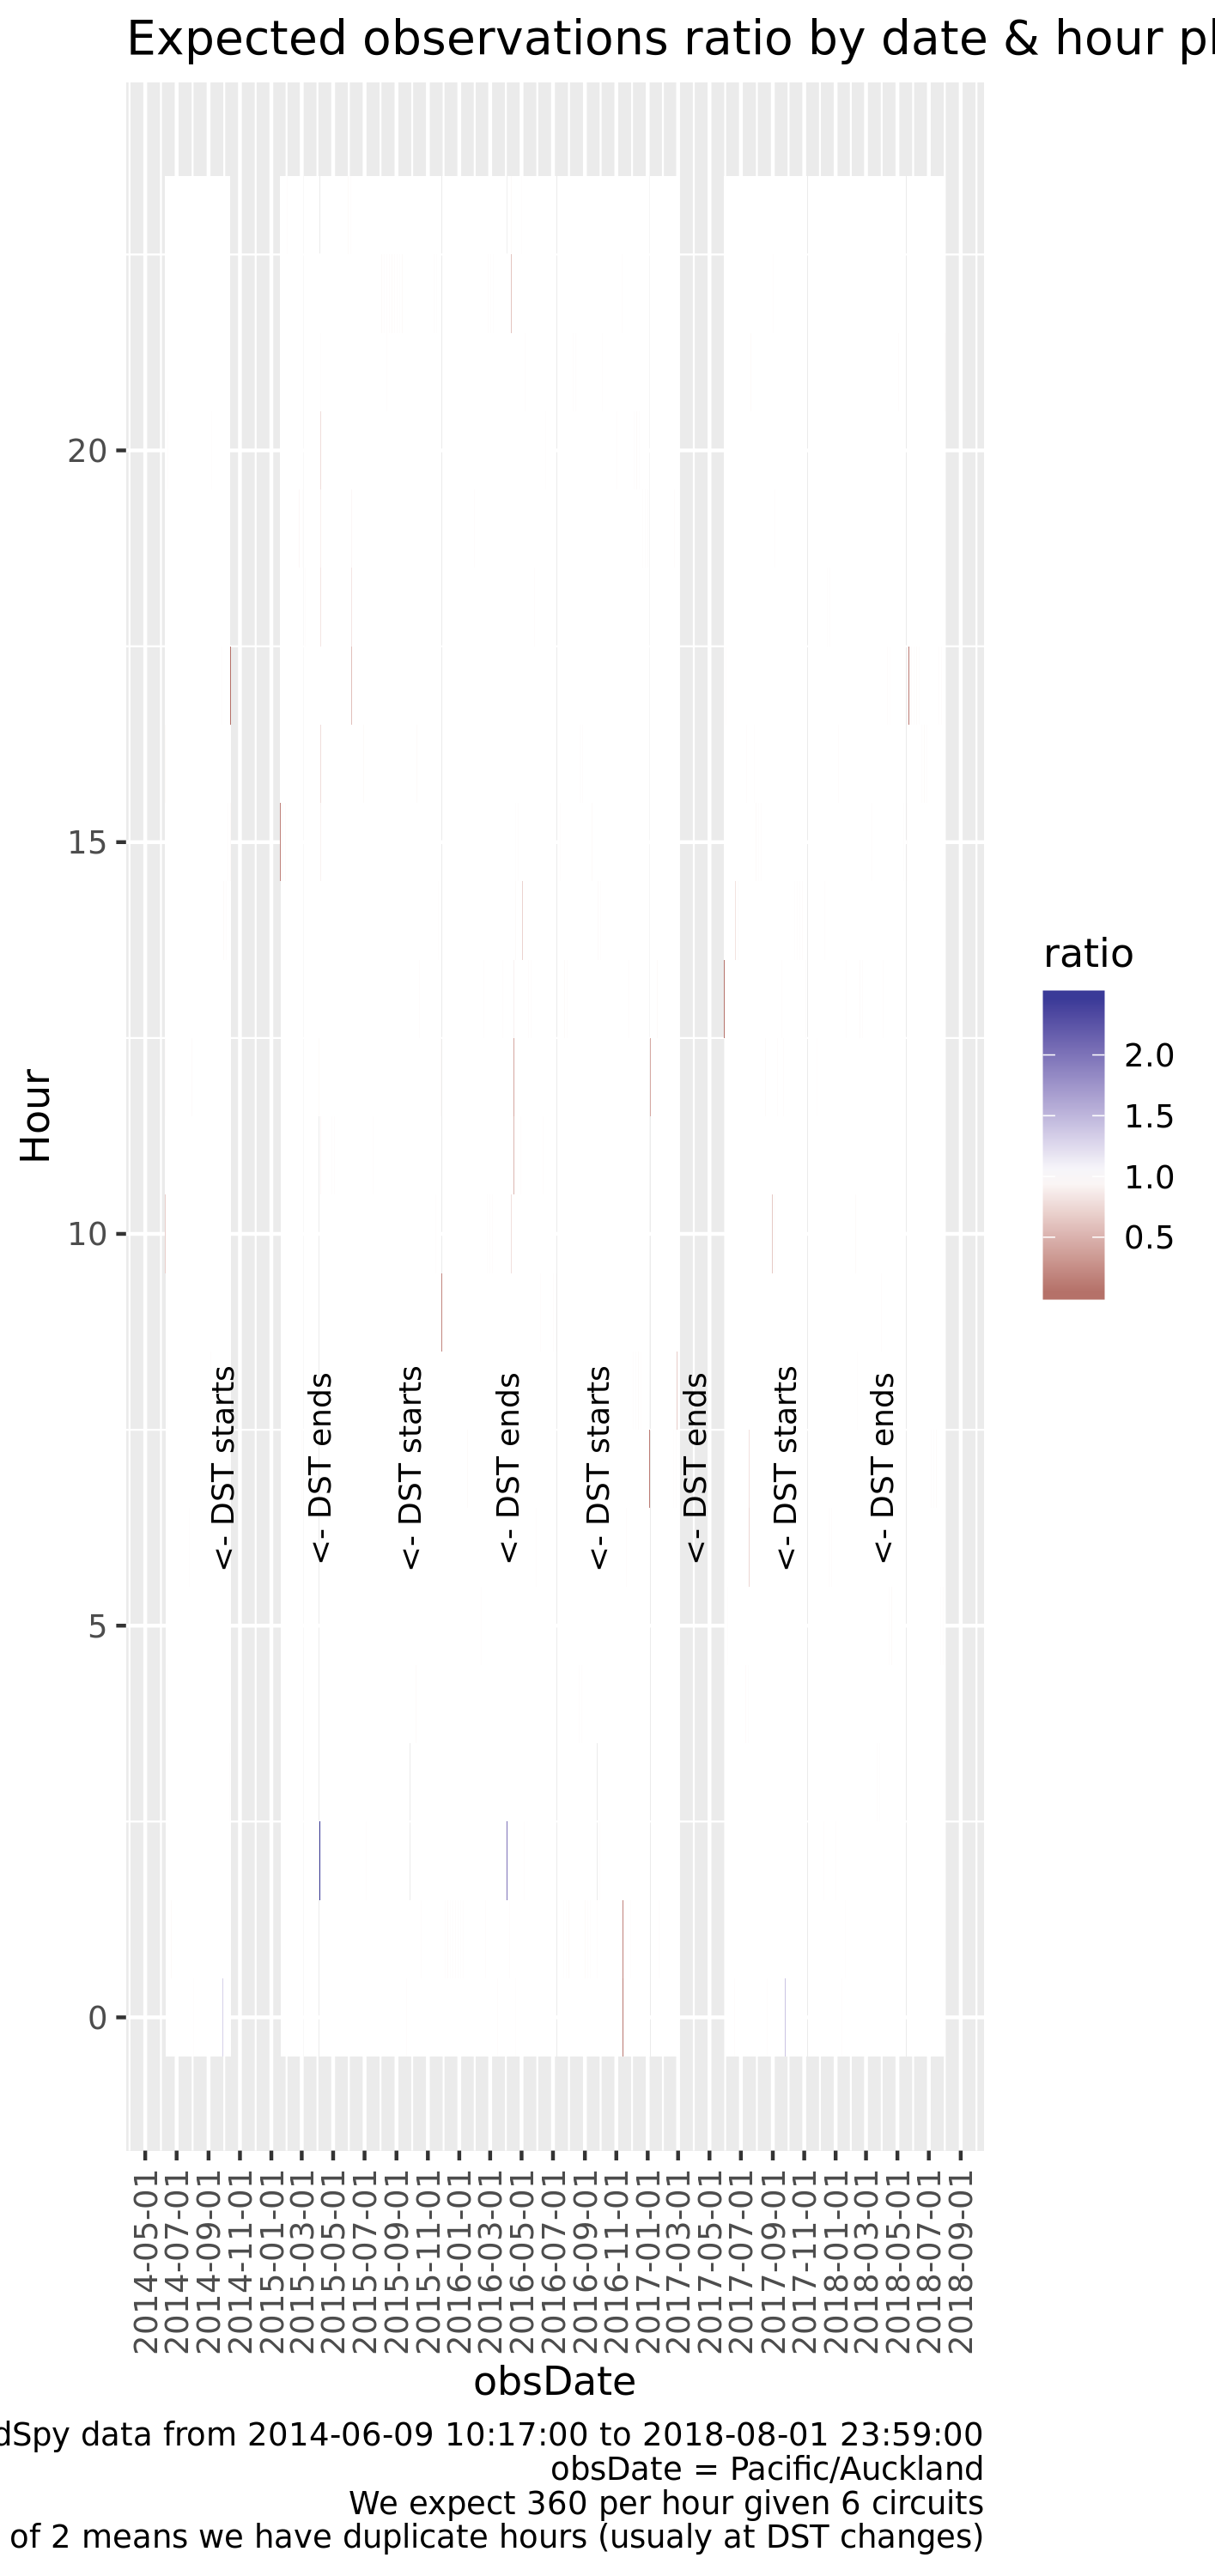 Expected observations ratio by date & hour
20
15
10
5
0
Hour
<- DST starts
<- DST ends
<- DST starts
<- DST ends
<- DST starts
<- DST ends
<- DST starts
<- DST ends
ratio
2.0
1.5
1.0
0.5
2014-05-01
2014-07-01
2014-09-01
2014-11-01
2015-01-01
2015-03-01
2015-05-01
2015-07-01
2015-09-01
2015-11-01
2016-01-01
2016-03-01
2016-05-01
2016-07-01
2016-09-01
2016-11-01
2017-01-01
2017-03-01
2017-05-01
2017-07-01
2017-09-01
2017-11-01
2018-01-01
2018-03-01
2018-05-01
2018-07-01
2018-09-01
obsDate
dSpy data from 2014-06-09 10:17:00 to 2018-08-01 23:59:00
obsDate = Pacific/Auckland
We expect 360 per hour given 6 circuits
of 2 means we have duplicate hours (usualy at DST changes)